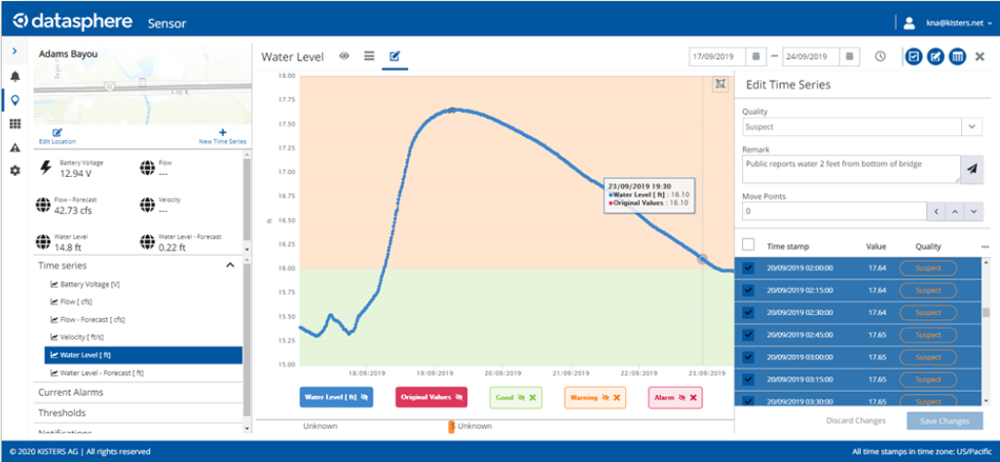 datasphere Sensor
kna@kisters.net
Adams Bayou
Edit Location
New Time Series
Battery Voltage
12.94 V
Flow
---
Flow - Forecast
42.73 cfs
Velocity
---
Water Level
14.8 ft
Water Level - Forecast
0.22 ft
Time series
Battery Voltage [V]
Flow [ cfs]
Flow - Forecast [ cfs]
Velocity [ ft/s]
Water Level [ ft]
Water Level - Forecast [ ft]
Current Alarms
Thresholds
Notifications
Water Level
17/09/2019 – 24/09/2019
18.00
17.75
17.50
17.25
17.00
16.75
16.50
16.25
16.00
15.75
15.50
15.25
15.00
ft
23/09/2019 19:30
Water Level [ ft] : 16.10
Original Values : 16.10
18/09/2019 19/09/2019 20/09/2019 21/09/2019 22/09/2019 23/09/2019
Water Level [ ft]
Original Values
Good
Warning
Alarm
Unknown
S Unknown
Edit Time Series
Quality
Suspect
Remark
Public reports water 2 feet from bottom of bridge
Move Points
0
Time stamp Value Quality
20/09/2019 02:00:00 17.64 Suspect
20/09/2019 02:15:00 17.64 Suspect
20/09/2019 02:30:00 17.64 Suspect
20/09/2019 02:45:00 17.65 Suspect
20/09/2019 03:00:00 17.65 Suspect
20/09/2019 03:15:00 17.65 Suspect
20/09/2019 03:30:00 17.65 Suspect
Discard Changes
Save Changes
© 2020 KISTERS AG | All rights reserved
All time stamps in time zone: US/Pacific